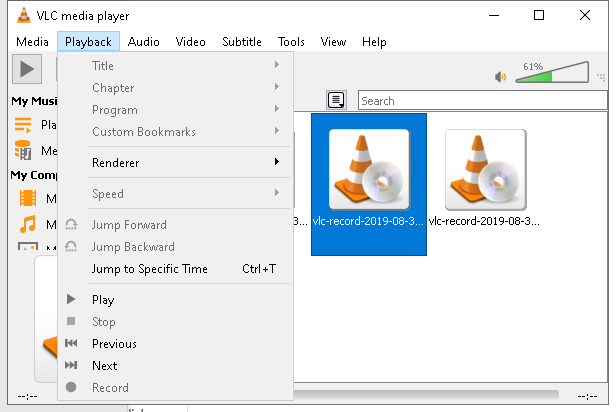 VLC media player
Media Playback Audio Video Subtitle Tools View Help
61%
Search
My Mus
Pla
Me
My Comp
M
M
M
Title
Chapter
Program
Custom Bookmarks
Renderer
Speed
Jump Forward
Jump Backward
Jump to Specific Time Ctrl+T
Play
Stop
Previous
Next
Record
3...
vlc-record-2019-08-3...
vlc-record-2019-08-3...
--:--
--:--